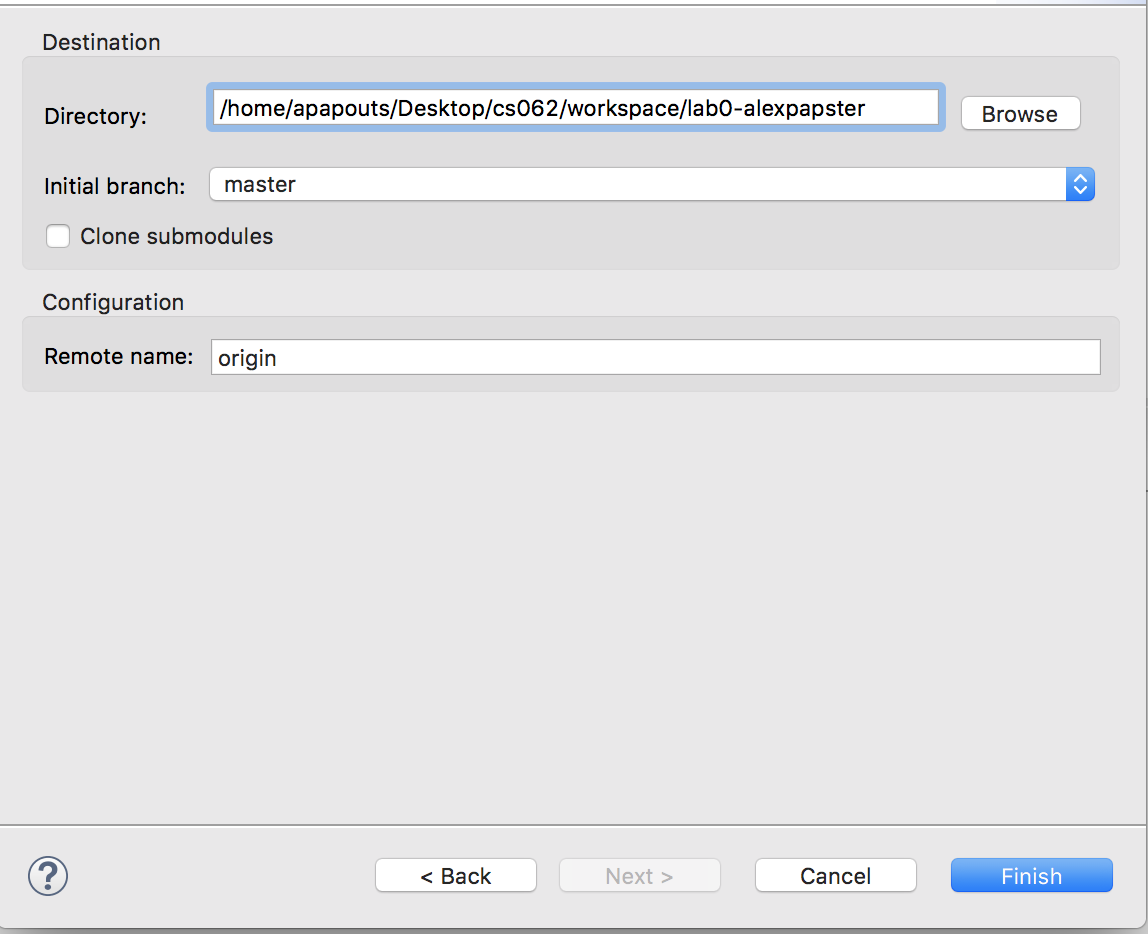 Destination
Directory: /home/apapouts/Desktop/cs062/workspace/lab0-alexpapster Browse
Initial branch: master
Clone submodules
Configuration
Remote name: origin
? < Back Next > Cancel Finish